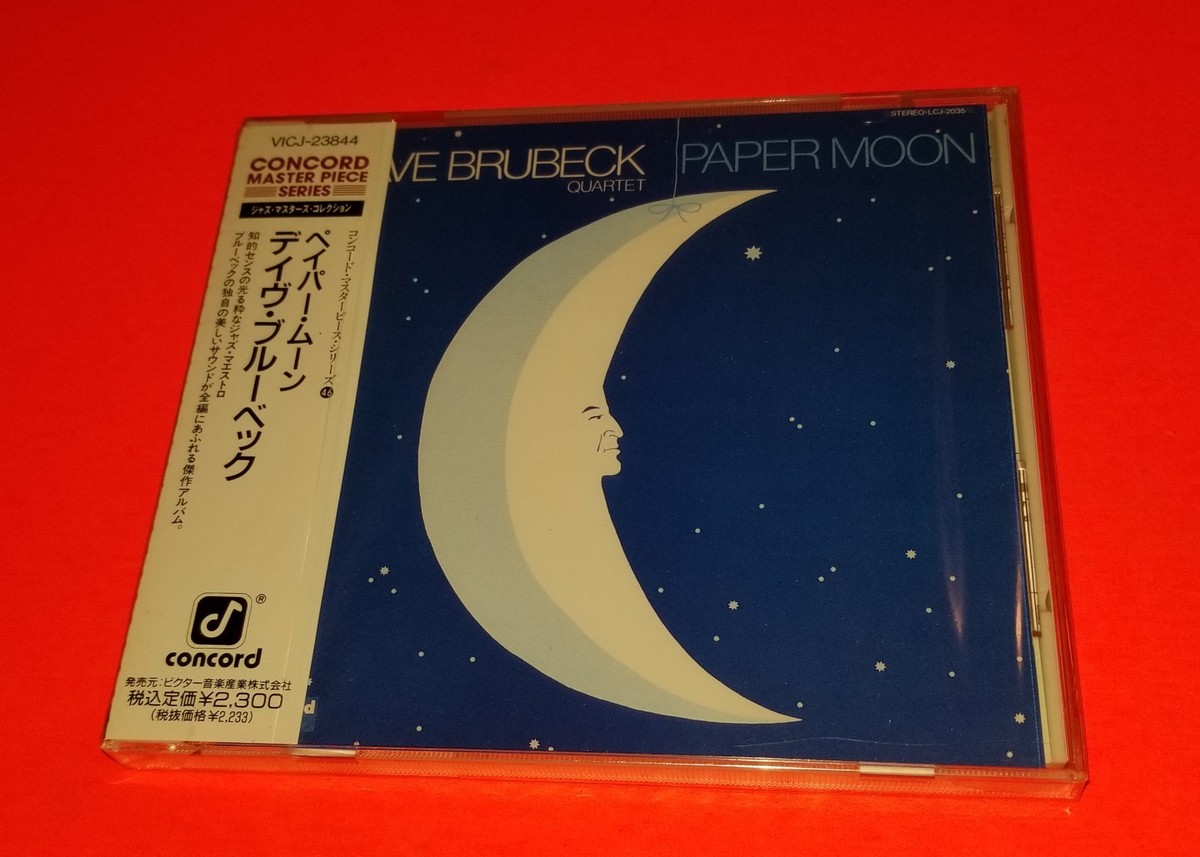 VICJ-23844
CONCORD
MASTER PIECE
SERIES
ジャズ・マスターズ・コレクション
コンコード・マスターピース・シリーズ46
ペイパー・ムーン
デイヴ・ブルーベック
知的センスの光る粋なジャズ・マエストロ
ブルーベックの独自の美しいサウンドが全編にあふれる傑作アルバム。
®
concord
発売元:ビクター音楽産業株式会社
税込定価¥2,300
(税抜価格¥2,233)
STEREO・LCJ-2035
AVE BRUBECK
QUARTET
PAPER MOON
d